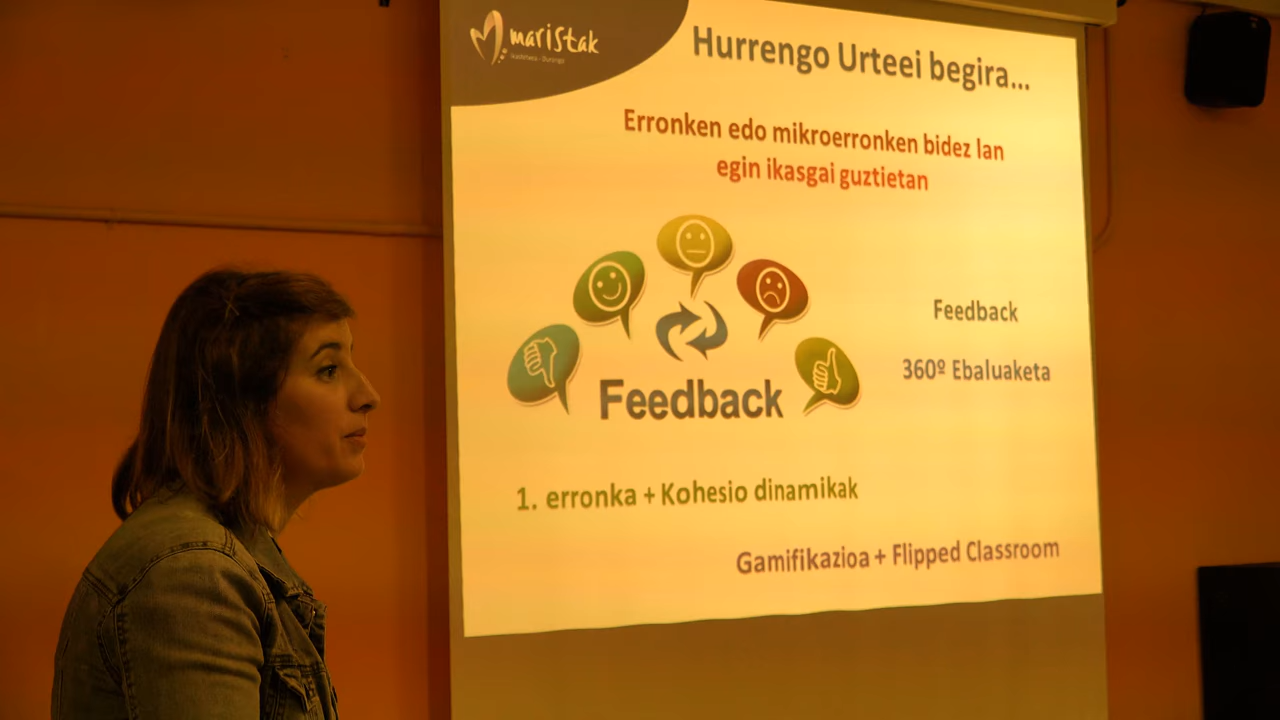 maristak
Hurrengo Urteei begira...
Erronken edo mikroerronken bidez lan
egin ikasgai guztietan
Feedback
Feedback
360º Ebaluaketa
1. erronka + Kohesio dinamikak
Gamifikazioa + Flipped Classroom